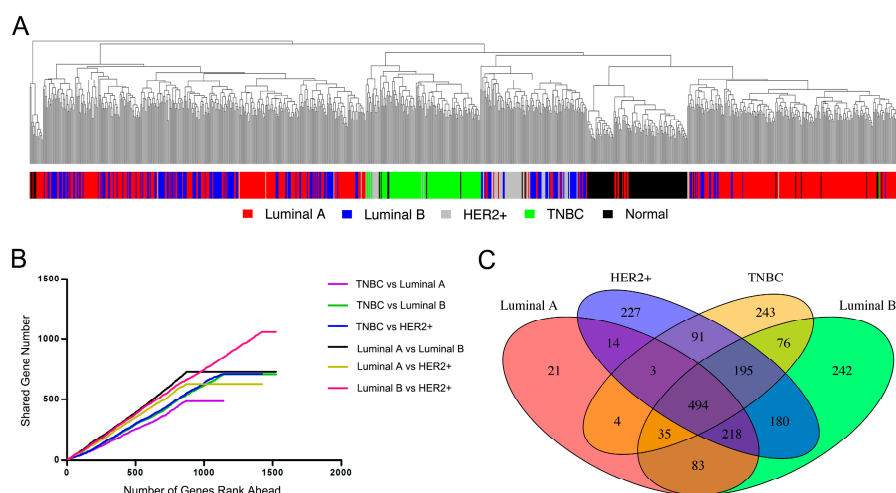 A
Luminal A
Luminal B
HER2+
TNBC
Normal
B
1500
1000
500
0
0
500
1000
1500
2000
Shared Gene Number
Number of Genes Rank Ahead
TNBC vs Luminal A
TNBC vs Luminal B
TNBC vs HER2+
Luminal A vs Luminal B
Luminal A vs HER2+
Luminal B vs HER2+
C
HER2+
TNBC
Luminal A
Luminal B
227
243
14
91
76
21
3
195
242
494
4
35
218
180
83